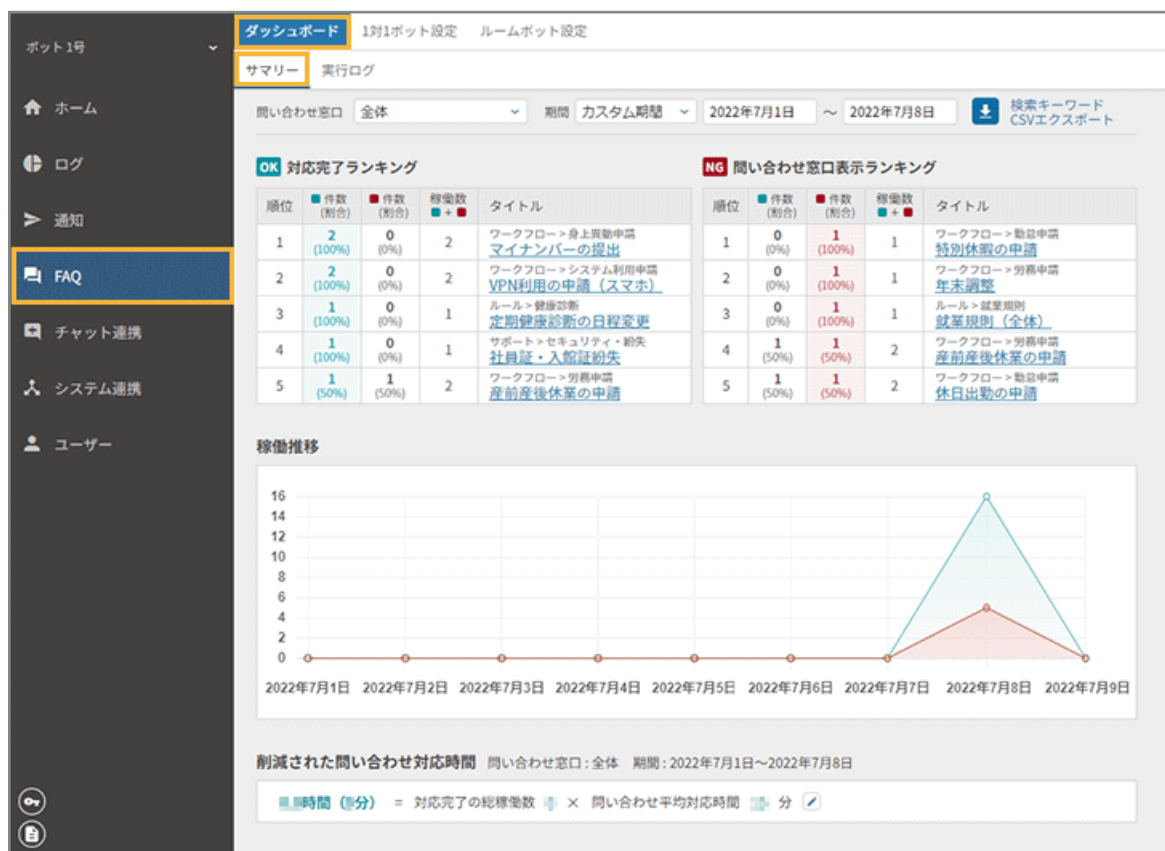 ボット1号
ホーム
ログ
通知
FAQ
チャット連携
システム連携
ユーザー
ダッシュボード 1対1ボット設定 ルームボット設定
サマリー 実行ログ
問い合わせ窓口 全体 期間 カスタム期間 2022年7月1日 ～ 2022年7月8日 検索キーワード
CSVエクスポート
OK 対応完了ランキング
順位 件数(割合) 件数(割合) 稼働数 + タイトル
1 2(100%) 0(0%) 2 ワークフロー>身上異動申請
マイナンバーの提出
2 2(100%) 0(0%) 2 ワークフロー>システム利用申請
VPN利用の申請（スマホ）
3 1(100%) 0(0%) 1 ルール>健康診断
定期健康診断の日程変更
4 1(100%) 0(0%) 1 サポート>セキュリティ・紛失
社員証・入館証紛失
5 1(50%) 1(50%) 2 ワークフロー>労務申請
産前産後休業の申請
NG 問い合わせ窓口表示ランキング
順位 件数(割合) 件数(割合) 稼働数 + タイトル
1 0(0%) 1(100%) 1 ワークフロー>勤怠申請
特別休暇の申請
2 0(0%) 1(100%) 1 ワークフロー>労務申請
年末調整
3 0(0%) 1(100%) 1 ルール>就業規則
就業規則（全体）
4 1(50%) 1(50%) 2 ワークフロー>労務申請
産前産後休業の申請
5 1(50%) 1(50%) 2 ワークフロー>勤怠申請
休日出勤の申請
稼働推移
16
14
12
10
8
6
4
2
0
2022年7月1日 2022年7月2日 2022年7月3日 2022年7月4日 2022年7月5日 2022年7月6日 2022年7月7日 2022年7月8日 2022年7月9日
削減された問い合わせ対応時間 問い合わせ窓口:全体 期間:2022年7月1日～2022年7月8日
時間（分） = 対応完了の総稼働数 × 問い合わせ平均対応時間 分